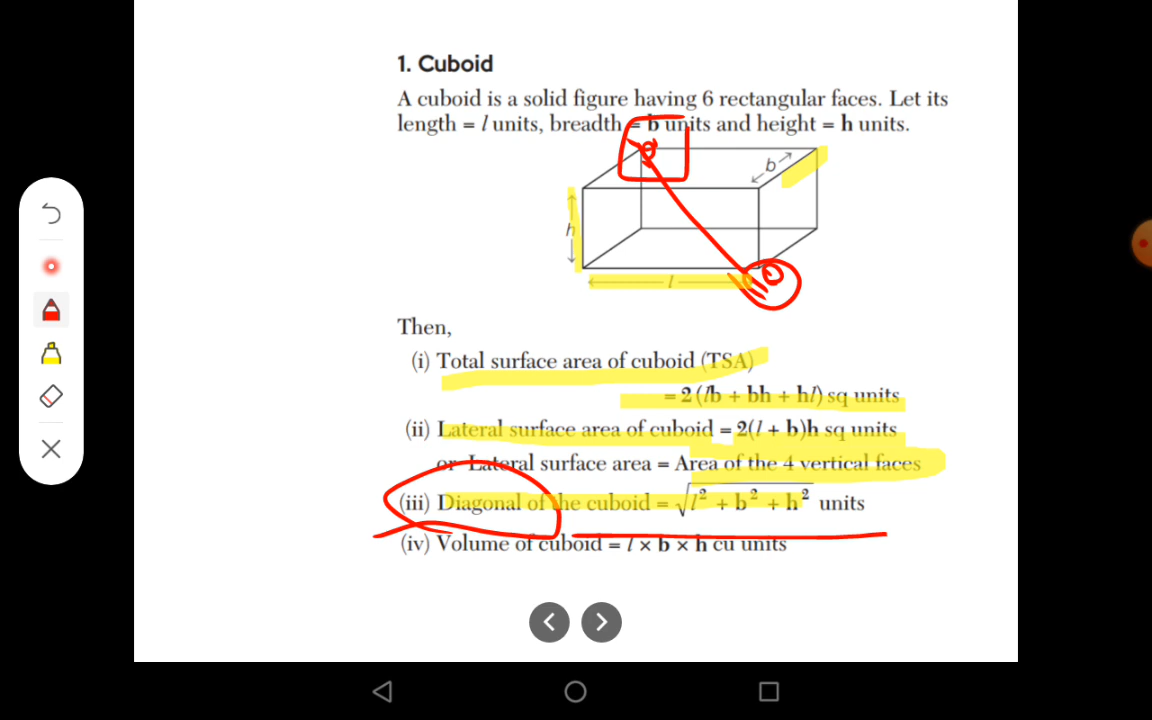 1. Cuboid
A cuboid is a solid figure having 6 rectangular faces. Let its
length = l units, breadth = b units and height = h units.
b
h
l
Then,
(i) Total surface area of cuboid (TSA)
= 2 (lb + bh + hl) sq units
(ii) Lateral surface area of cuboid = 2(l + b)h sq units
or Lateral surface area = Area of the 4 vertical faces
(iii) Diagonal of the cuboid = √l² + b² + h² units
(iv) Volume of cuboid = l × b × h cu units